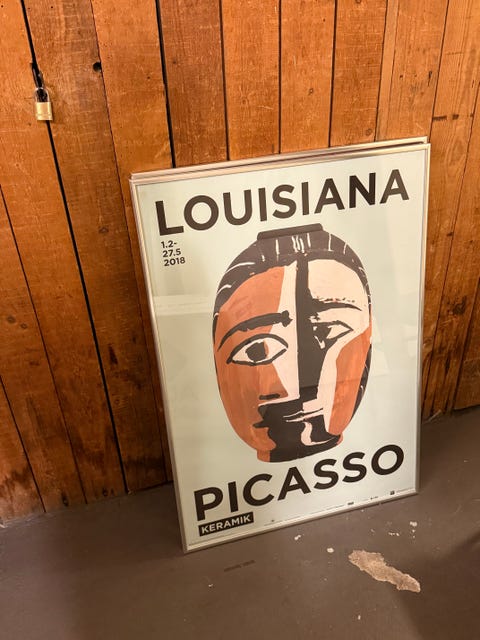 LOUISIANA
1.2-
27.5
2018
PICASSO
KERAMIK